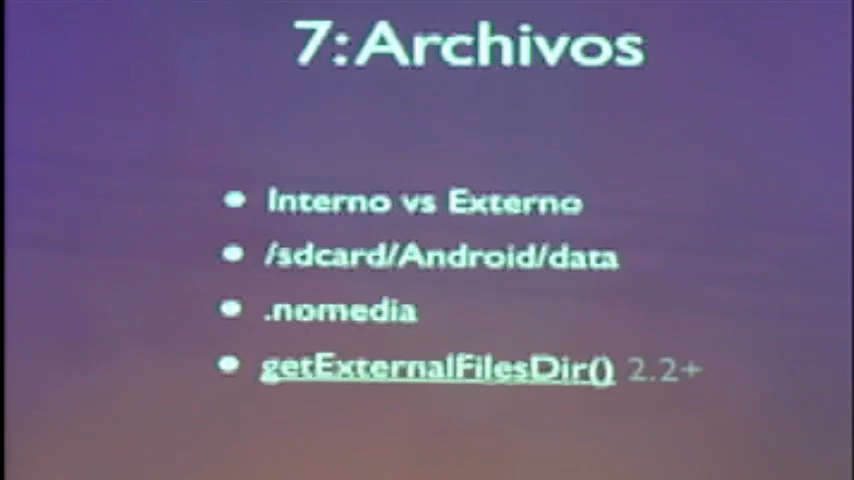 7: Archivos
• Interno vs Externo
• /sdcard/Android/data
• .nomedia
• getExternalFilesDir() 2.2+